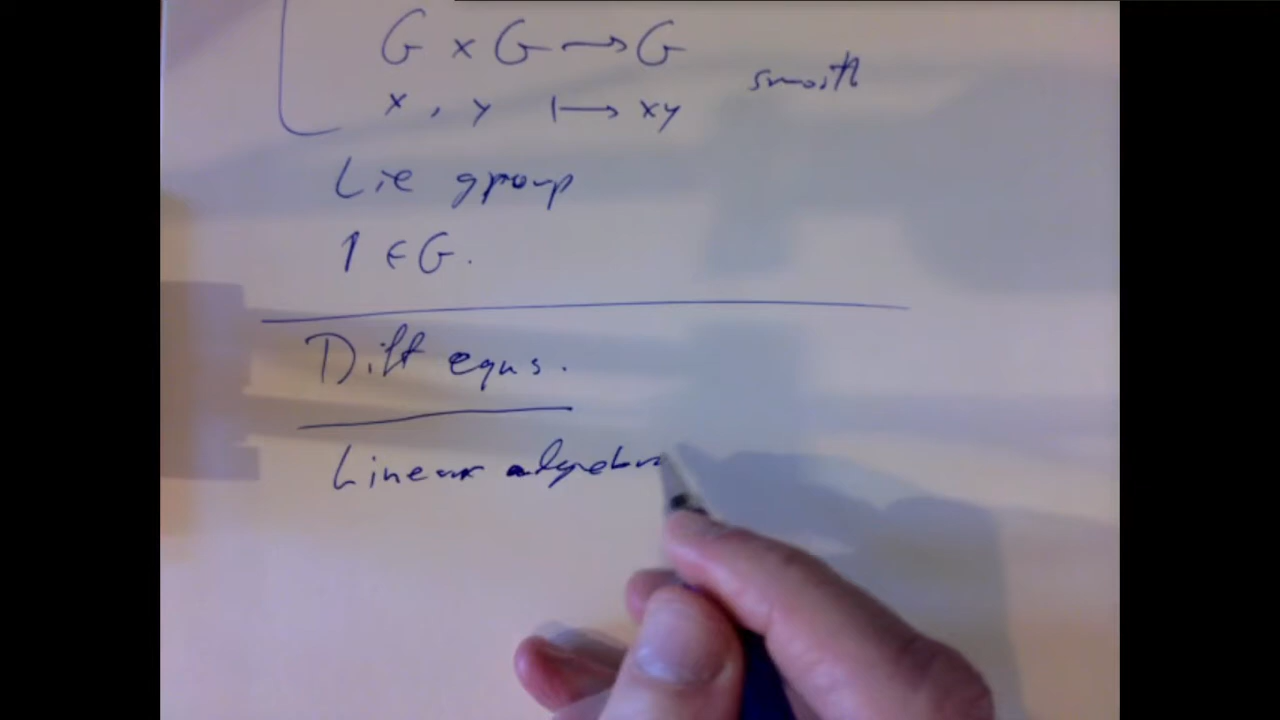 G × G → G
smooth
x , y ↦ xy
Lie group
1 ∈ G.
Diff equs.
Linear algebra